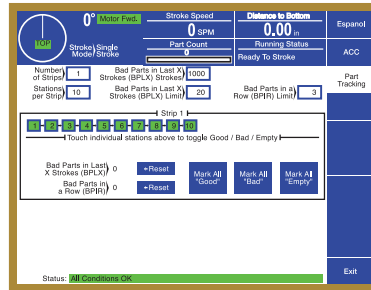 TOP
0° Motor Fwd.
Stroke Mode Single Stroke
Stroke Speed
0 SPM
Part Count
0
Distance to Bottom
0.00 in
Running Status
Ready To Stroke
Espanol
ACC
Part Tracking
Exit
Number of Strips 1
Bad Parts in Last X Strokes (BPLX) Strokes 1000
Stations per Strip 10
Bad Parts in Last X Strokes (BPLX) Limit 20
Bad Parts in a Row (BPIR) Limit 3
Strip 1
1 2 3 4 5 6 7 8 9 10
Touch individual stations above to toggle Good / Bad / Empty
Bad Parts in Last X Strokes (BPLX) 0 ←Reset
Bad Parts in a Row (BPIR) 0 ←Reset
Mark All "Good"
Mark All "Bad"
Mark All "Empty"
Status: All Conditions OK